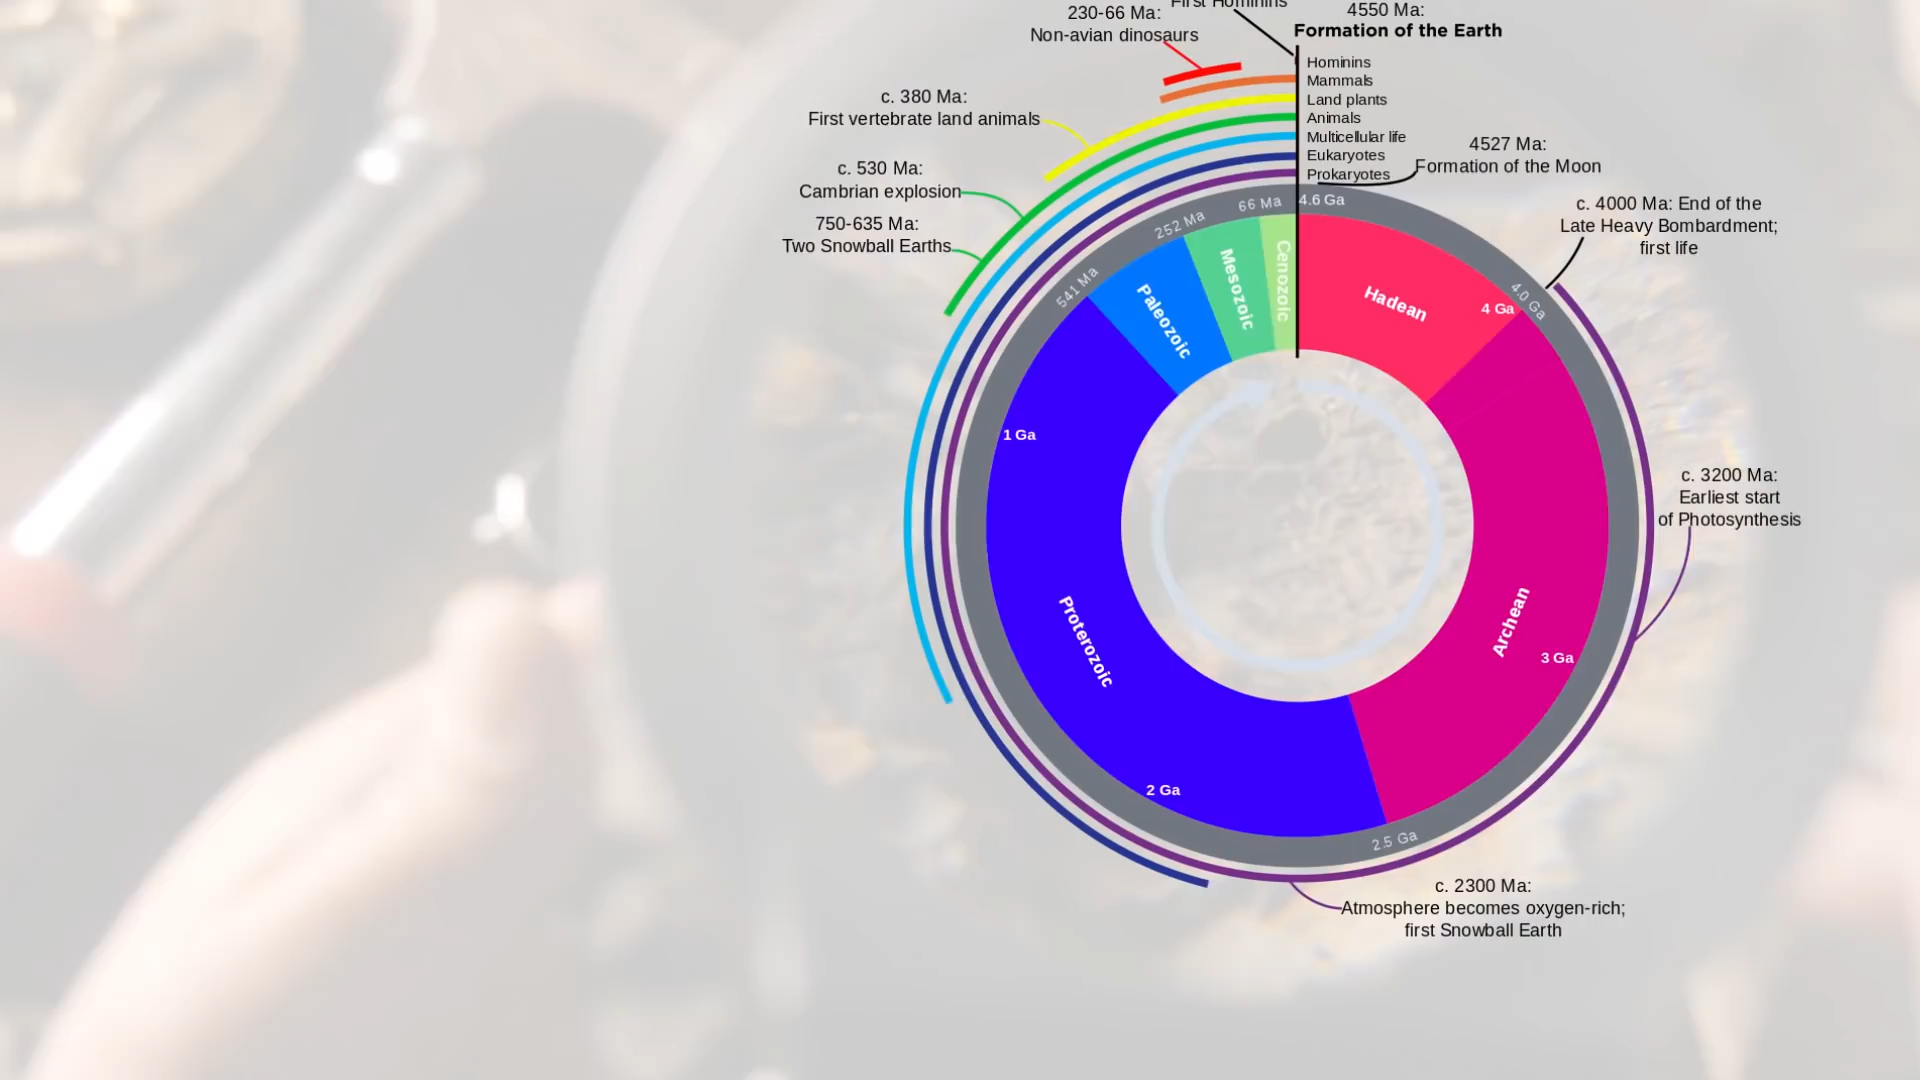 First Hominins
4550 Ma:
Formation of the Earth
230-66 Ma:
Non-avian dinosaurs
Hominins
Mammals
Land plants
Animals
Multicellular life
Eukaryotes
Prokaryotes
c. 380 Ma:
First vertebrate land animals
4527 Ma:
Formation of the Moon
c. 530 Ma:
Cambrian explosion
750-635 Ma:
Two Snowball Earths
c. 4000 Ma: End of the
Late Heavy Bombardment;
first life
4.6 Ga
66 Ma
252 Ma
541 Ma
4.0 Ga
2.5 Ga
Cenozoic
Mesozoic
Paleozoic
Hadean
4 Ga
1 Ga
c. 3200 Ma:
Earliest start
of Photosynthesis
Archean
3 Ga
Proterozoic
2 Ga
c. 2300 Ma:
Atmosphere becomes oxygen-rich;
first Snowball Earth